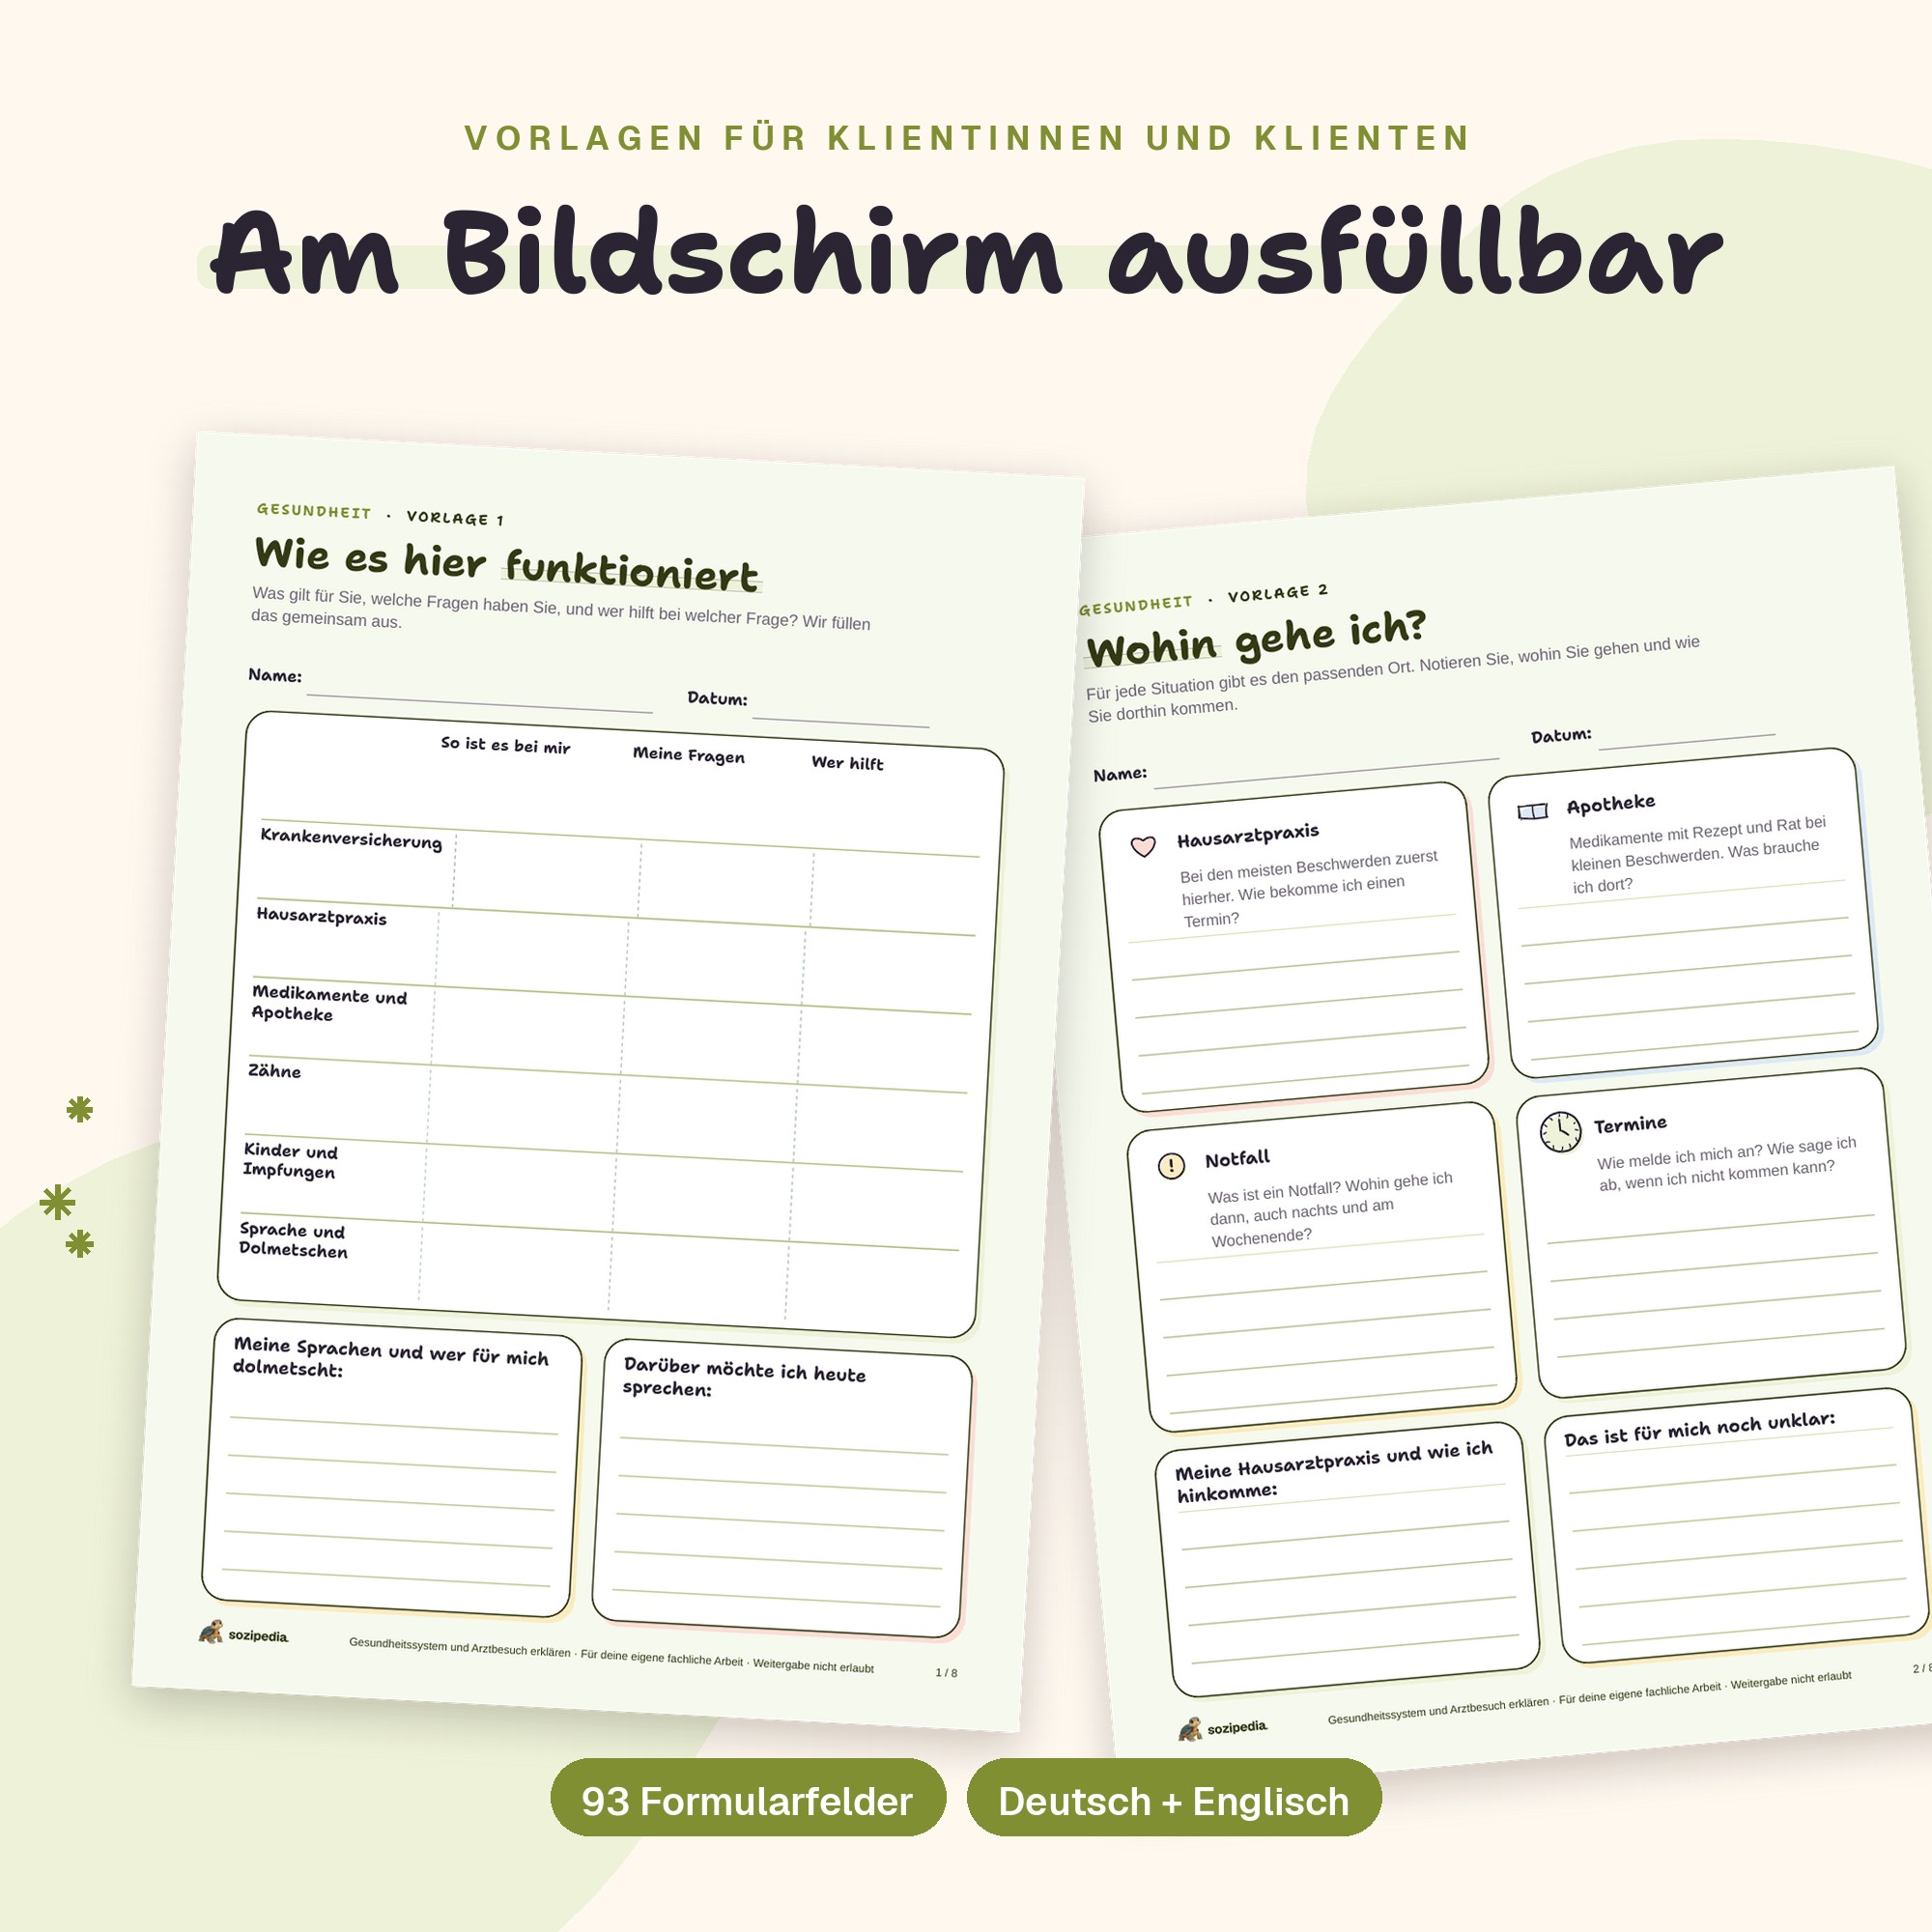 VORLAGEN FÜR KLIENTINNEN UND KLIENTEN
Am Bildschirm ausfüllbar
GESUNDHEIT · VORLAGE 1
Wie es hier funktioniert
Was gilt für Sie, welche Fragen haben Sie, und wer hilft bei welcher Frage? Wir füllen
das gemeinsam aus.
Name:
Datum:
So ist es bei mir
Meine Fragen
Wer hilft
Krankenversicherung
Hausarztpraxis
Medikamente und
Apotheke
Zähne
Kinder und
Impfungen
Sprache und
Dolmetschen
Meine Sprachen und wer für mich
dolmetscht:
Darüber möchte ich heute
sprechen:
sozipedia.
Gesundheitssystem und Arztbesuch erklären · Für deine eigene fachliche Arbeit · Weitergabe nicht erlaubt
1 / 8
GESUNDHEIT · VORLAGE 2
Wohin gehe ich?
Für jede Situation gibt es den passenden Ort. Notieren Sie, wohin Sie gehen und wie
Sie dorthin kommen.
Name:
Datum:
Hausarztpraxis
Bei den meisten Beschwerden zuerst
hierher. Wie bekomme ich einen
Termin?
Apotheke
Medikamente mit Rezept und Rat bei
kleinen Beschwerden. Was brauche
ich dort?
Notfall
Was ist ein Notfall? Wohin gehe ich
dann, auch nachts und am
Wochenende?
Termine
Wie melde ich mich an? Wie sage ich
ab, wenn ich nicht kommen kann?
Meine Hausarztpraxis und wie ich
hinkomme:
Das ist für mich noch unklar:
sozipedia.
Gesundheitssystem und Arztbesuch erklären · Für deine eigene fachliche Arbeit · Weitergabe nicht erlaubt
2 / 8
93 Formularfelder
Deutsch + Englisch